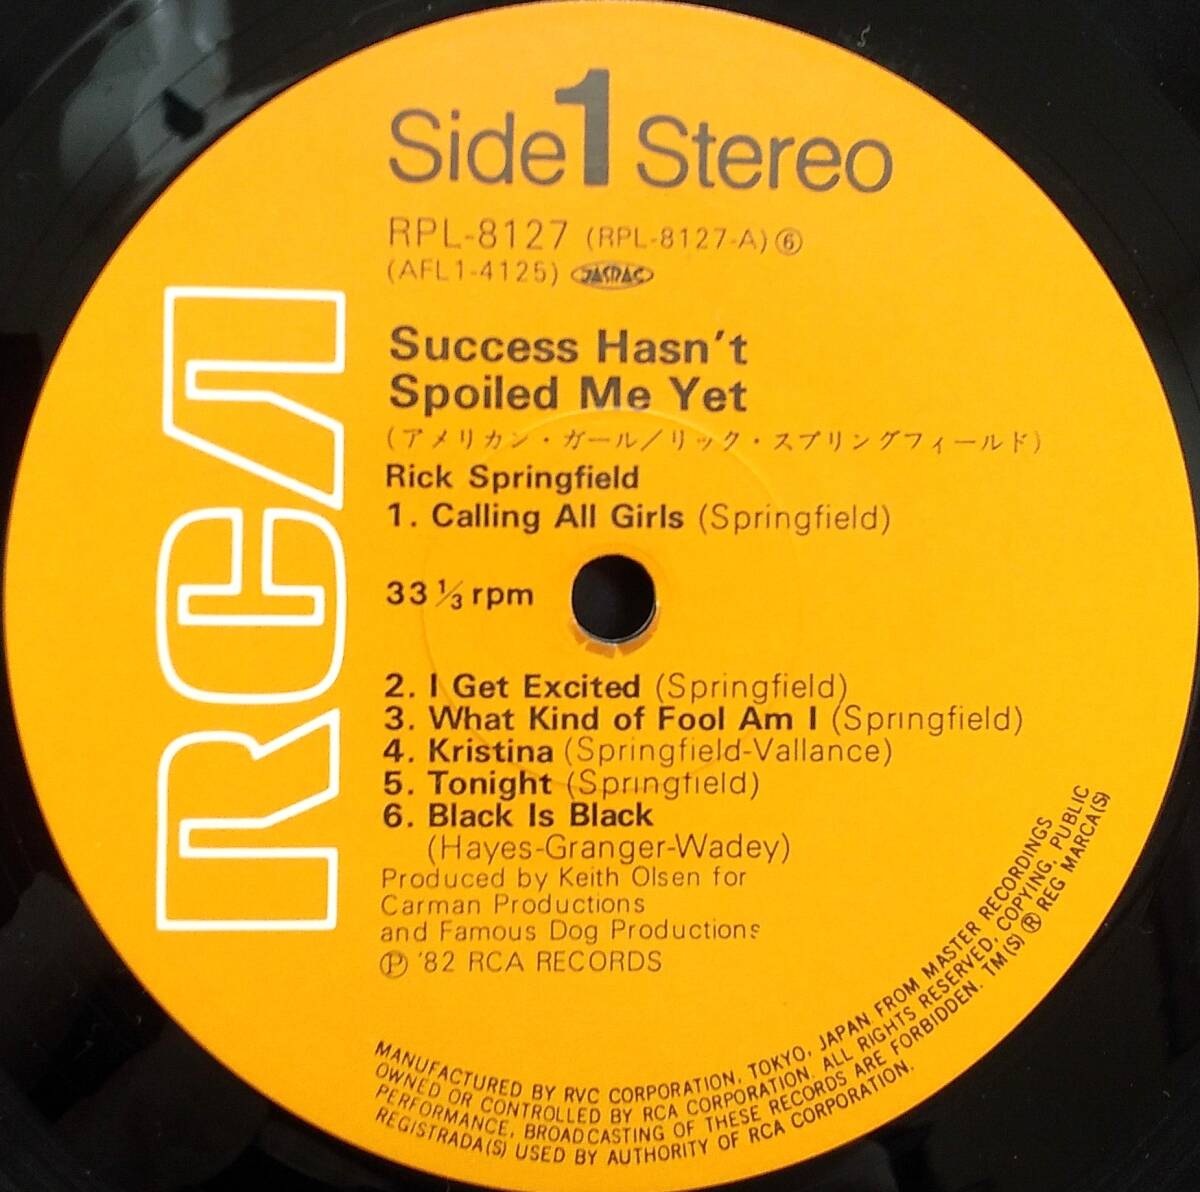 Side 1 Stereo
RPL-8127 (RPL-8127-A) ⑥
(AFL1-4125) JASRAC
Success Hasn't
Spoiled Me Yet
(アメリカン・ガール/リック・スプリングフィールド)
Rick Springfield
1. Calling All Girls (Springfield)
33 ⅓ rpm
2. I Get Excited (Springfield)
3. What Kind of Fool Am I (Springfield)
4. Kristina (Springfield-Vallance)
5. Tonight (Springfield)
6. Black Is Black
(Hayes-Granger-Wadey)
Produced by Keith Olsen for
Carman Productions
and Famous Dog Productions
Ⓟ '82 RCA RECORDS
RCA
MANUFACTURED BY RVC CORPORATION, TOKYO, JAPAN FROM MASTER RECORDINGS
OWNED OR CONTROLLED BY RCA CORPORATION. ALL RIGHTS RESERVED; COPYING, PUBLIC
PERFORMANCE, BROADCASTING OF THESE RECORDS ARE FORBIDDEN. TM(S) ® REG MARCA(S)
REGISTRADA(S) USED BY AUTHORITY OF RCA CORPORATION.